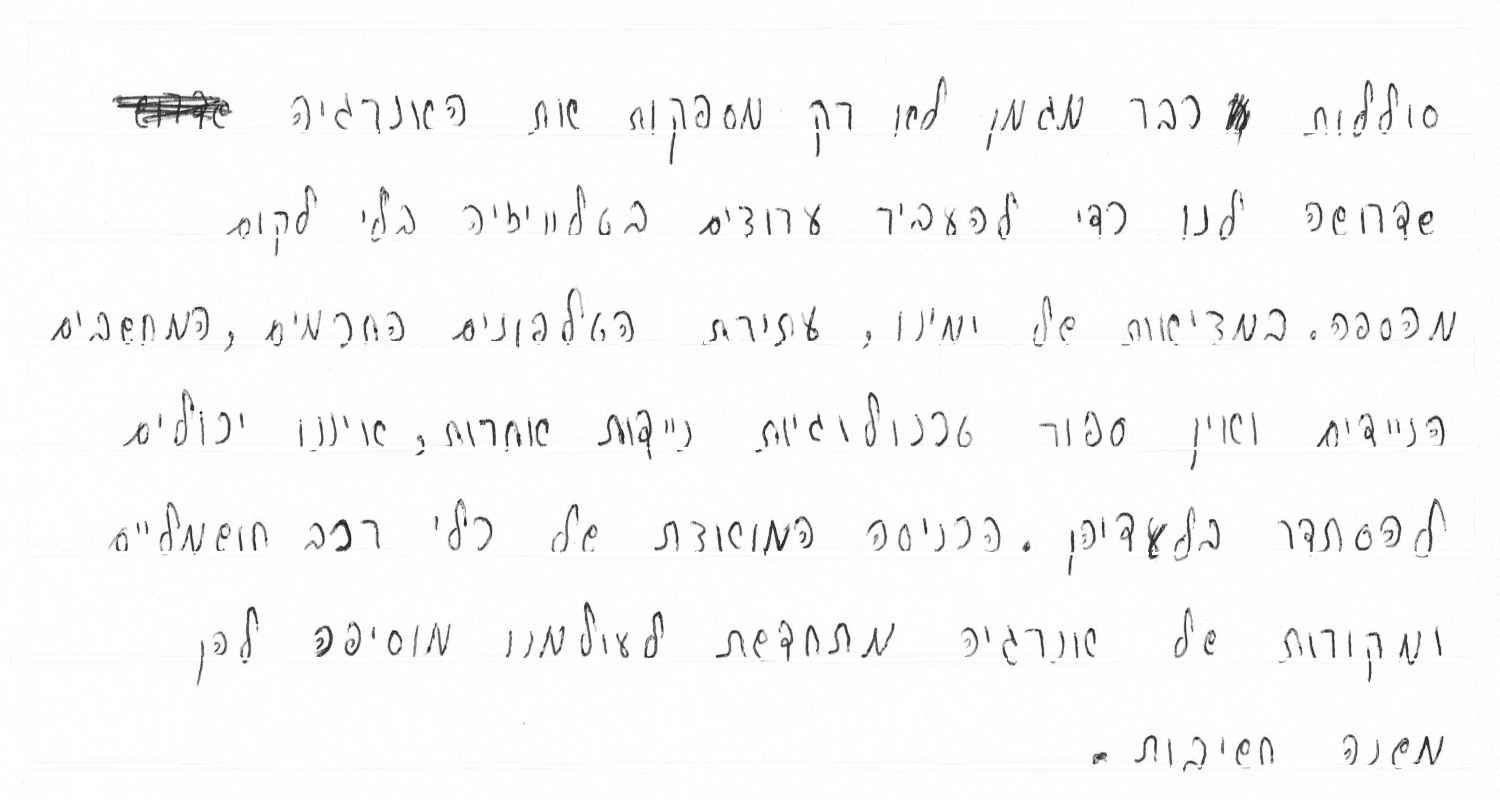 סוללות כבר מגמן לאו רק מספקות את האנרגיה
שדרושה לנו כדי להעביר ערוצים בטלוויזיה בלי לקום
מהספה. במציאות של ימינו, עתירת הטלפונים החכמים, המחשבים
הניידים ואין ספור טכנולוגיות ניידות אחרות, איננו יכולים
להסתדר בלעדיהן. הכניסה המואצת של כלי רכב חשמליים
ומקורות של אנרגיה מתחדשת לעולמנו מוסיפה להן
משנה חשיבות.